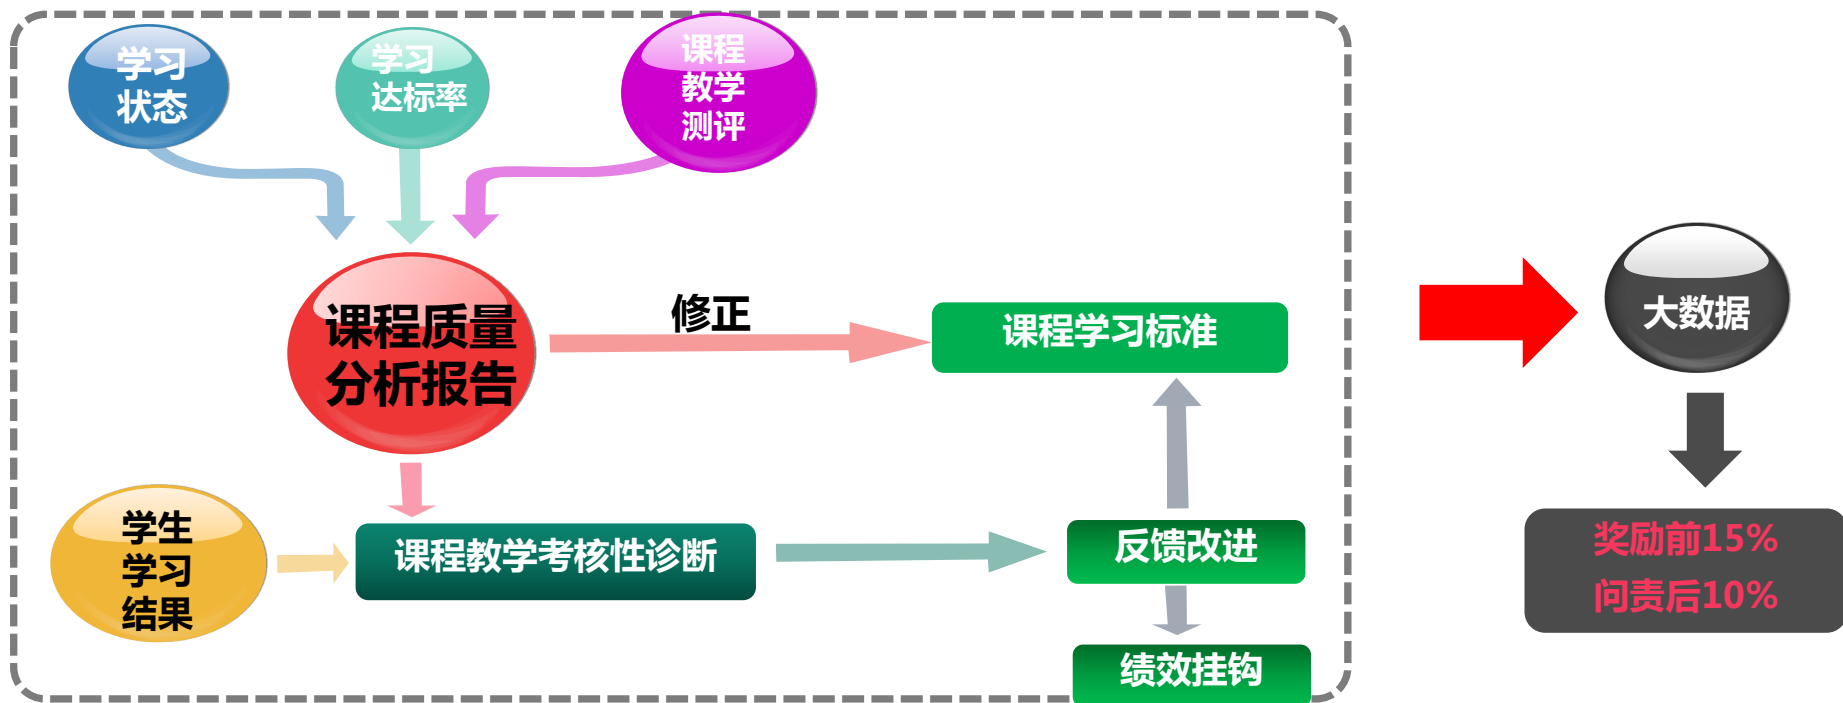 学习
状态
学习
达标率
课程
教学
测评
课程质量
分析报告
修正
课程学习标准
大数据
学生
学习
结果
课程教学考核性诊断
反馈改进
绩效挂钩
奖励前15%
问责后10%